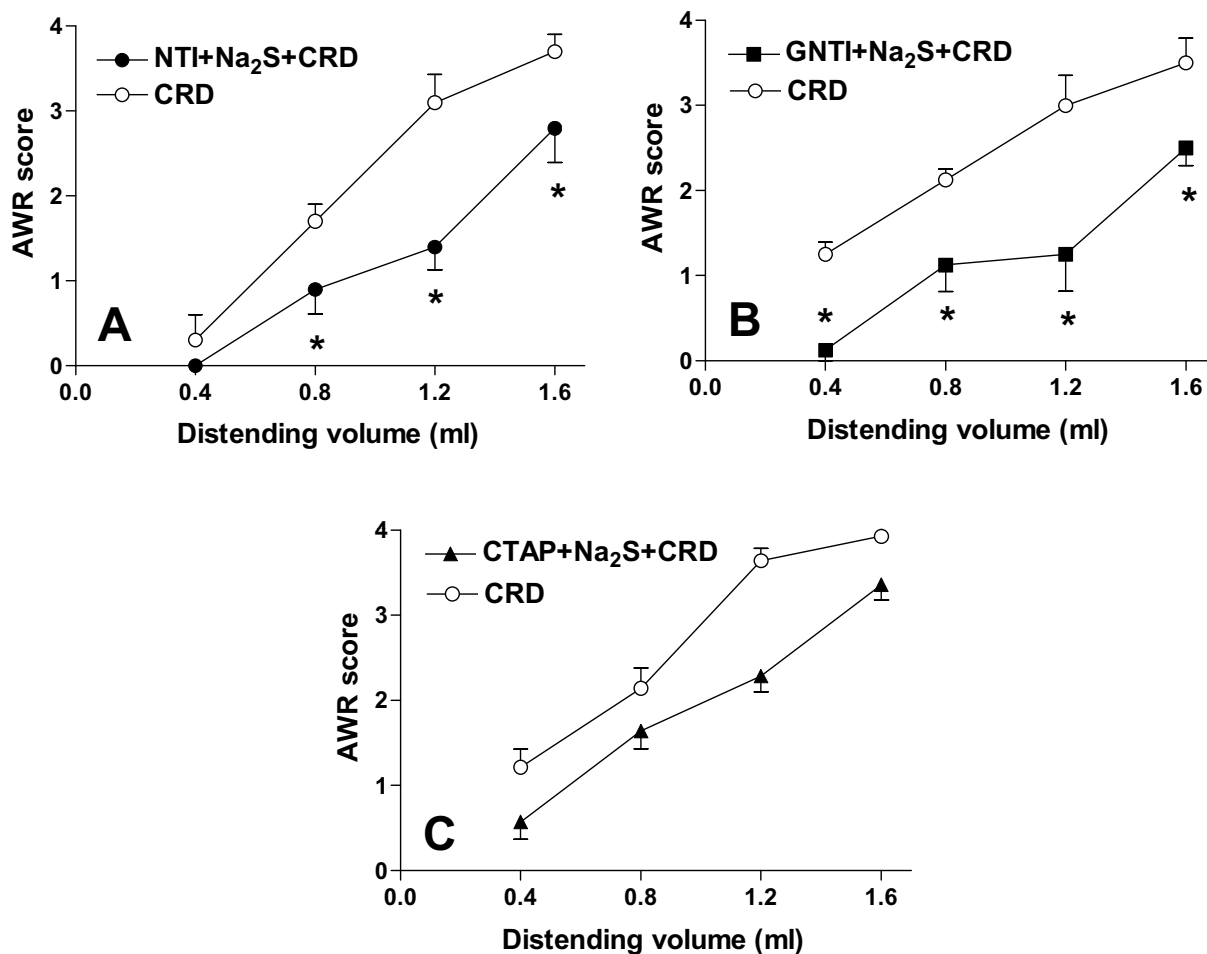 NTI+Na₂S+CRD
CRD
AWR score
4
3
2
1
0
A
*
*
*
0.0 0.4 0.8 1.2 1.6
Distending volume (ml)
GNTI+Na₂S+CRD
CRD
AWR score
4
3
2
1
0
B
*
*
*
*
0.0 0.4 0.8 1.2 1.6
Distending volume (ml)
CTAP+Na₂S+CRD
CRD
AWR score
4
3
2
1
0
C
0.0 0.4 0.8 1.2 1.6
Distending volume (ml)